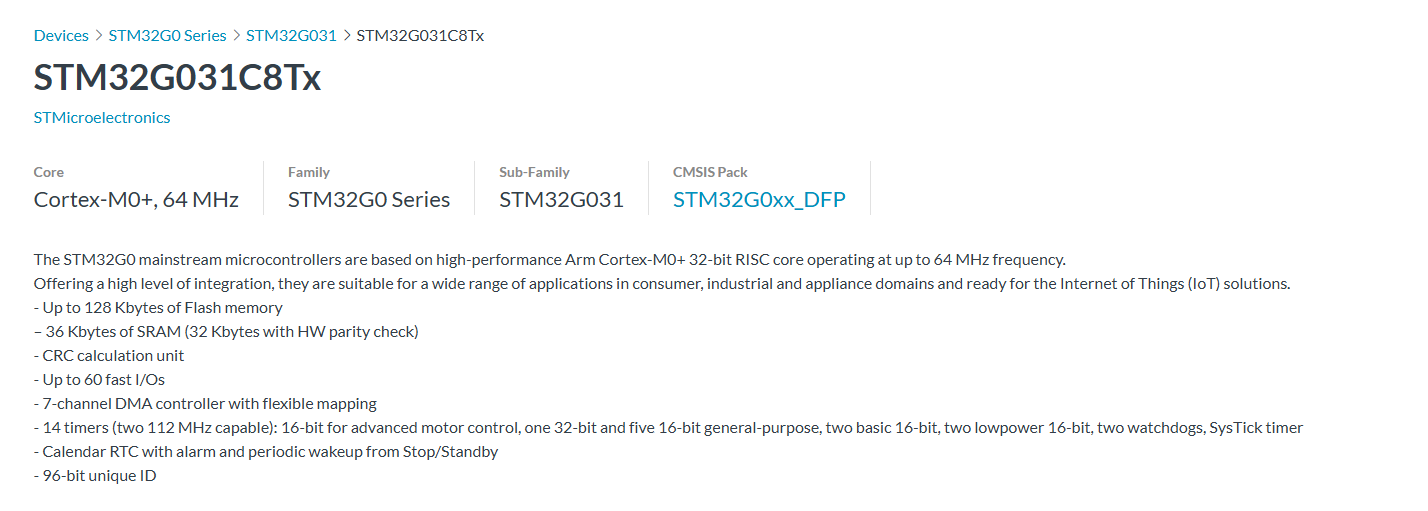 Devices > STM32G0 Series > STM32G031 > STM32G031C8Tx
STM32G031C8Tx
STMicroelectronics
Core Family Sub-Family CMSIS Pack
Cortex-M0+, 64 MHz STM32G0 Series STM32G031 STM32G0xx_DFP
The STM32G0 mainstream microcontrollers are based on high-performance Arm Cortex-M0+ 32-bit RISC core operating at up to 64 MHz frequency.
Offering a high level of integration, they are suitable for a wide range of applications in consumer, industrial and appliance domains and ready for the Internet of Things (IoT) solutions.
- Up to 128 Kbytes of Flash memory
– 36 Kbytes of SRAM (32 Kbytes with HW parity check)
- CRC calculation unit
- Up to 60 fast I/Os
- 7-channel DMA controller with flexible mapping
- 14 timers (two 112 MHz capable): 16-bit for advanced motor control, one 32-bit and five 16-bit general-purpose, two basic 16-bit, two lowpower 16-bit, two watchdogs, SysTick timer
- Calendar RTC with alarm and periodic wakeup from Stop/Standby
- 96-bit unique ID